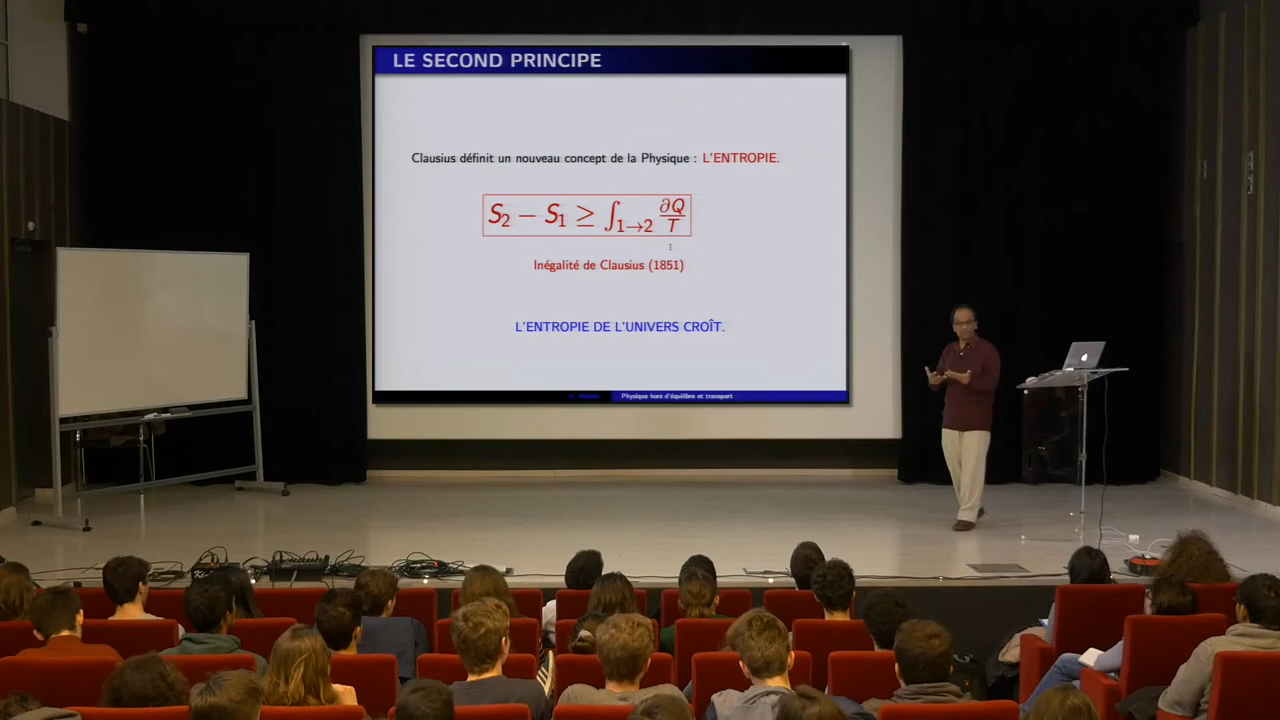 LE SECOND PRINCIPE
Clausius définit un nouveau concept de la Physique : L'ENTROPIE.
S₂ − S₁ ≥ ∫₁→₂ ∂Q/T
Inégalité de Clausius (1851)
L'ENTROPIE DE L'UNIVERS CROÎT.
Physique hors d'équilibre et transport